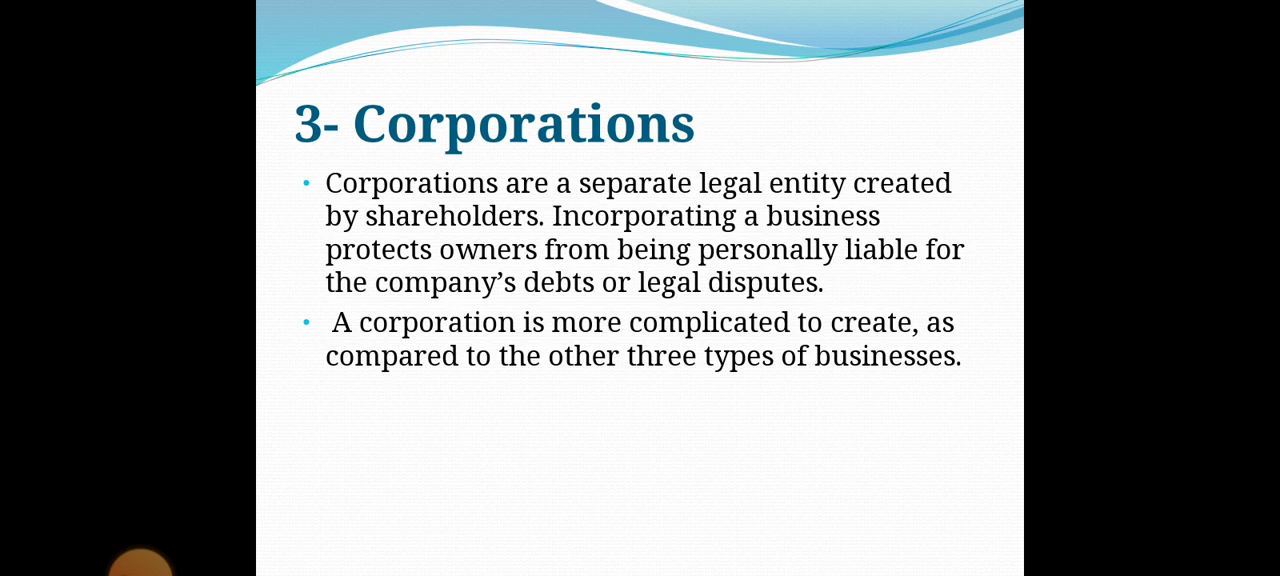 3- Corporations
• Corporations are a separate legal entity created
by shareholders. Incorporating a business
protects owners from being personally liable for
the company’s debts or legal disputes.
• A corporation is more complicated to create, as
compared to the other three types of businesses.